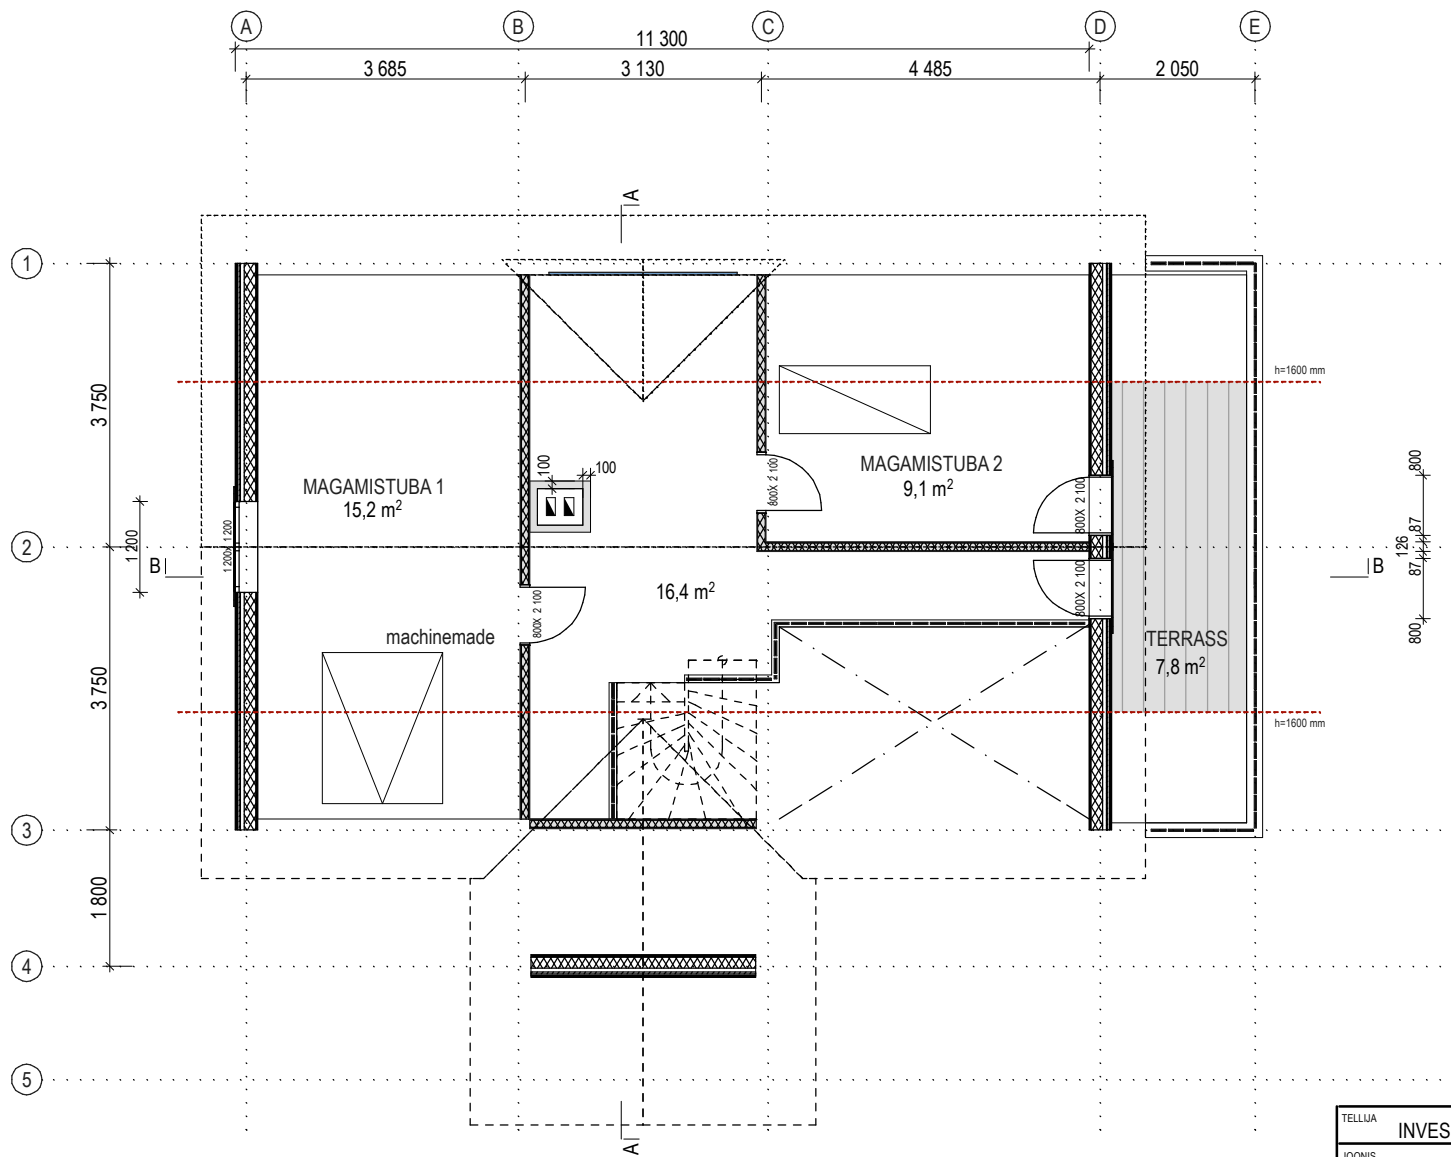 A B C D E
11 300
3 685 3 130 4 485 2 050
A
1
h=1600 mm
3 750
MAGAMISTUBA 1
15,2 m²
100 100
800X 2 100
MAGAMISTUBA 2
9,1 m²
800X 2 100
800
87
126
87
800
2
1 200
1 200x 1 200
B
16,4 m²
800X 2 100
800X 2 100
B
machinemade
TERRASS
7,8 m²
3 750
h=1600 mm
3
1 800
4
5
A
TELLIJA
INVES
JOONIS